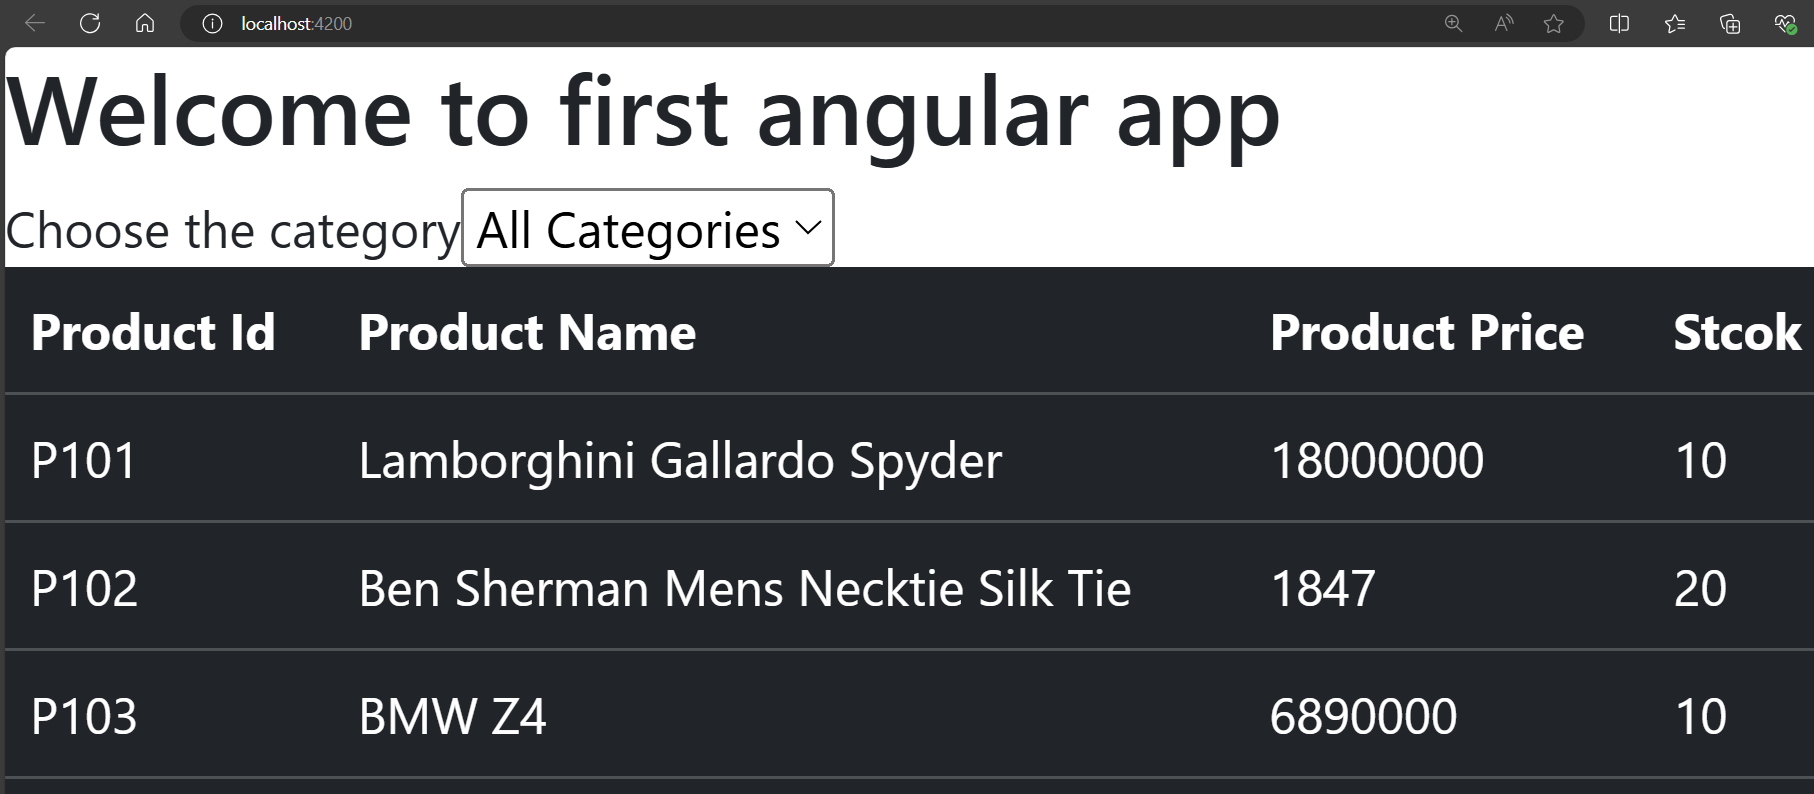 localhost:4200
Welcome to first angular app
Choose the category All Categories
Product Id Product Name Product Price Stcok
P101 Lamborghini Gallardo Spyder 18000000 10
P102 Ben Sherman Mens Necktie Silk Tie 1847 20
P103 BMW Z4 6890000 10